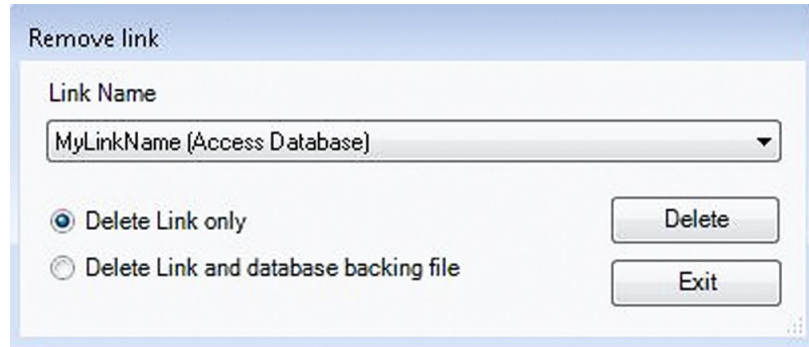 Remove link
Link Name
MyLinkName (Access Database)
Delete Link only
Delete
Delete Link and database backing file
Exit